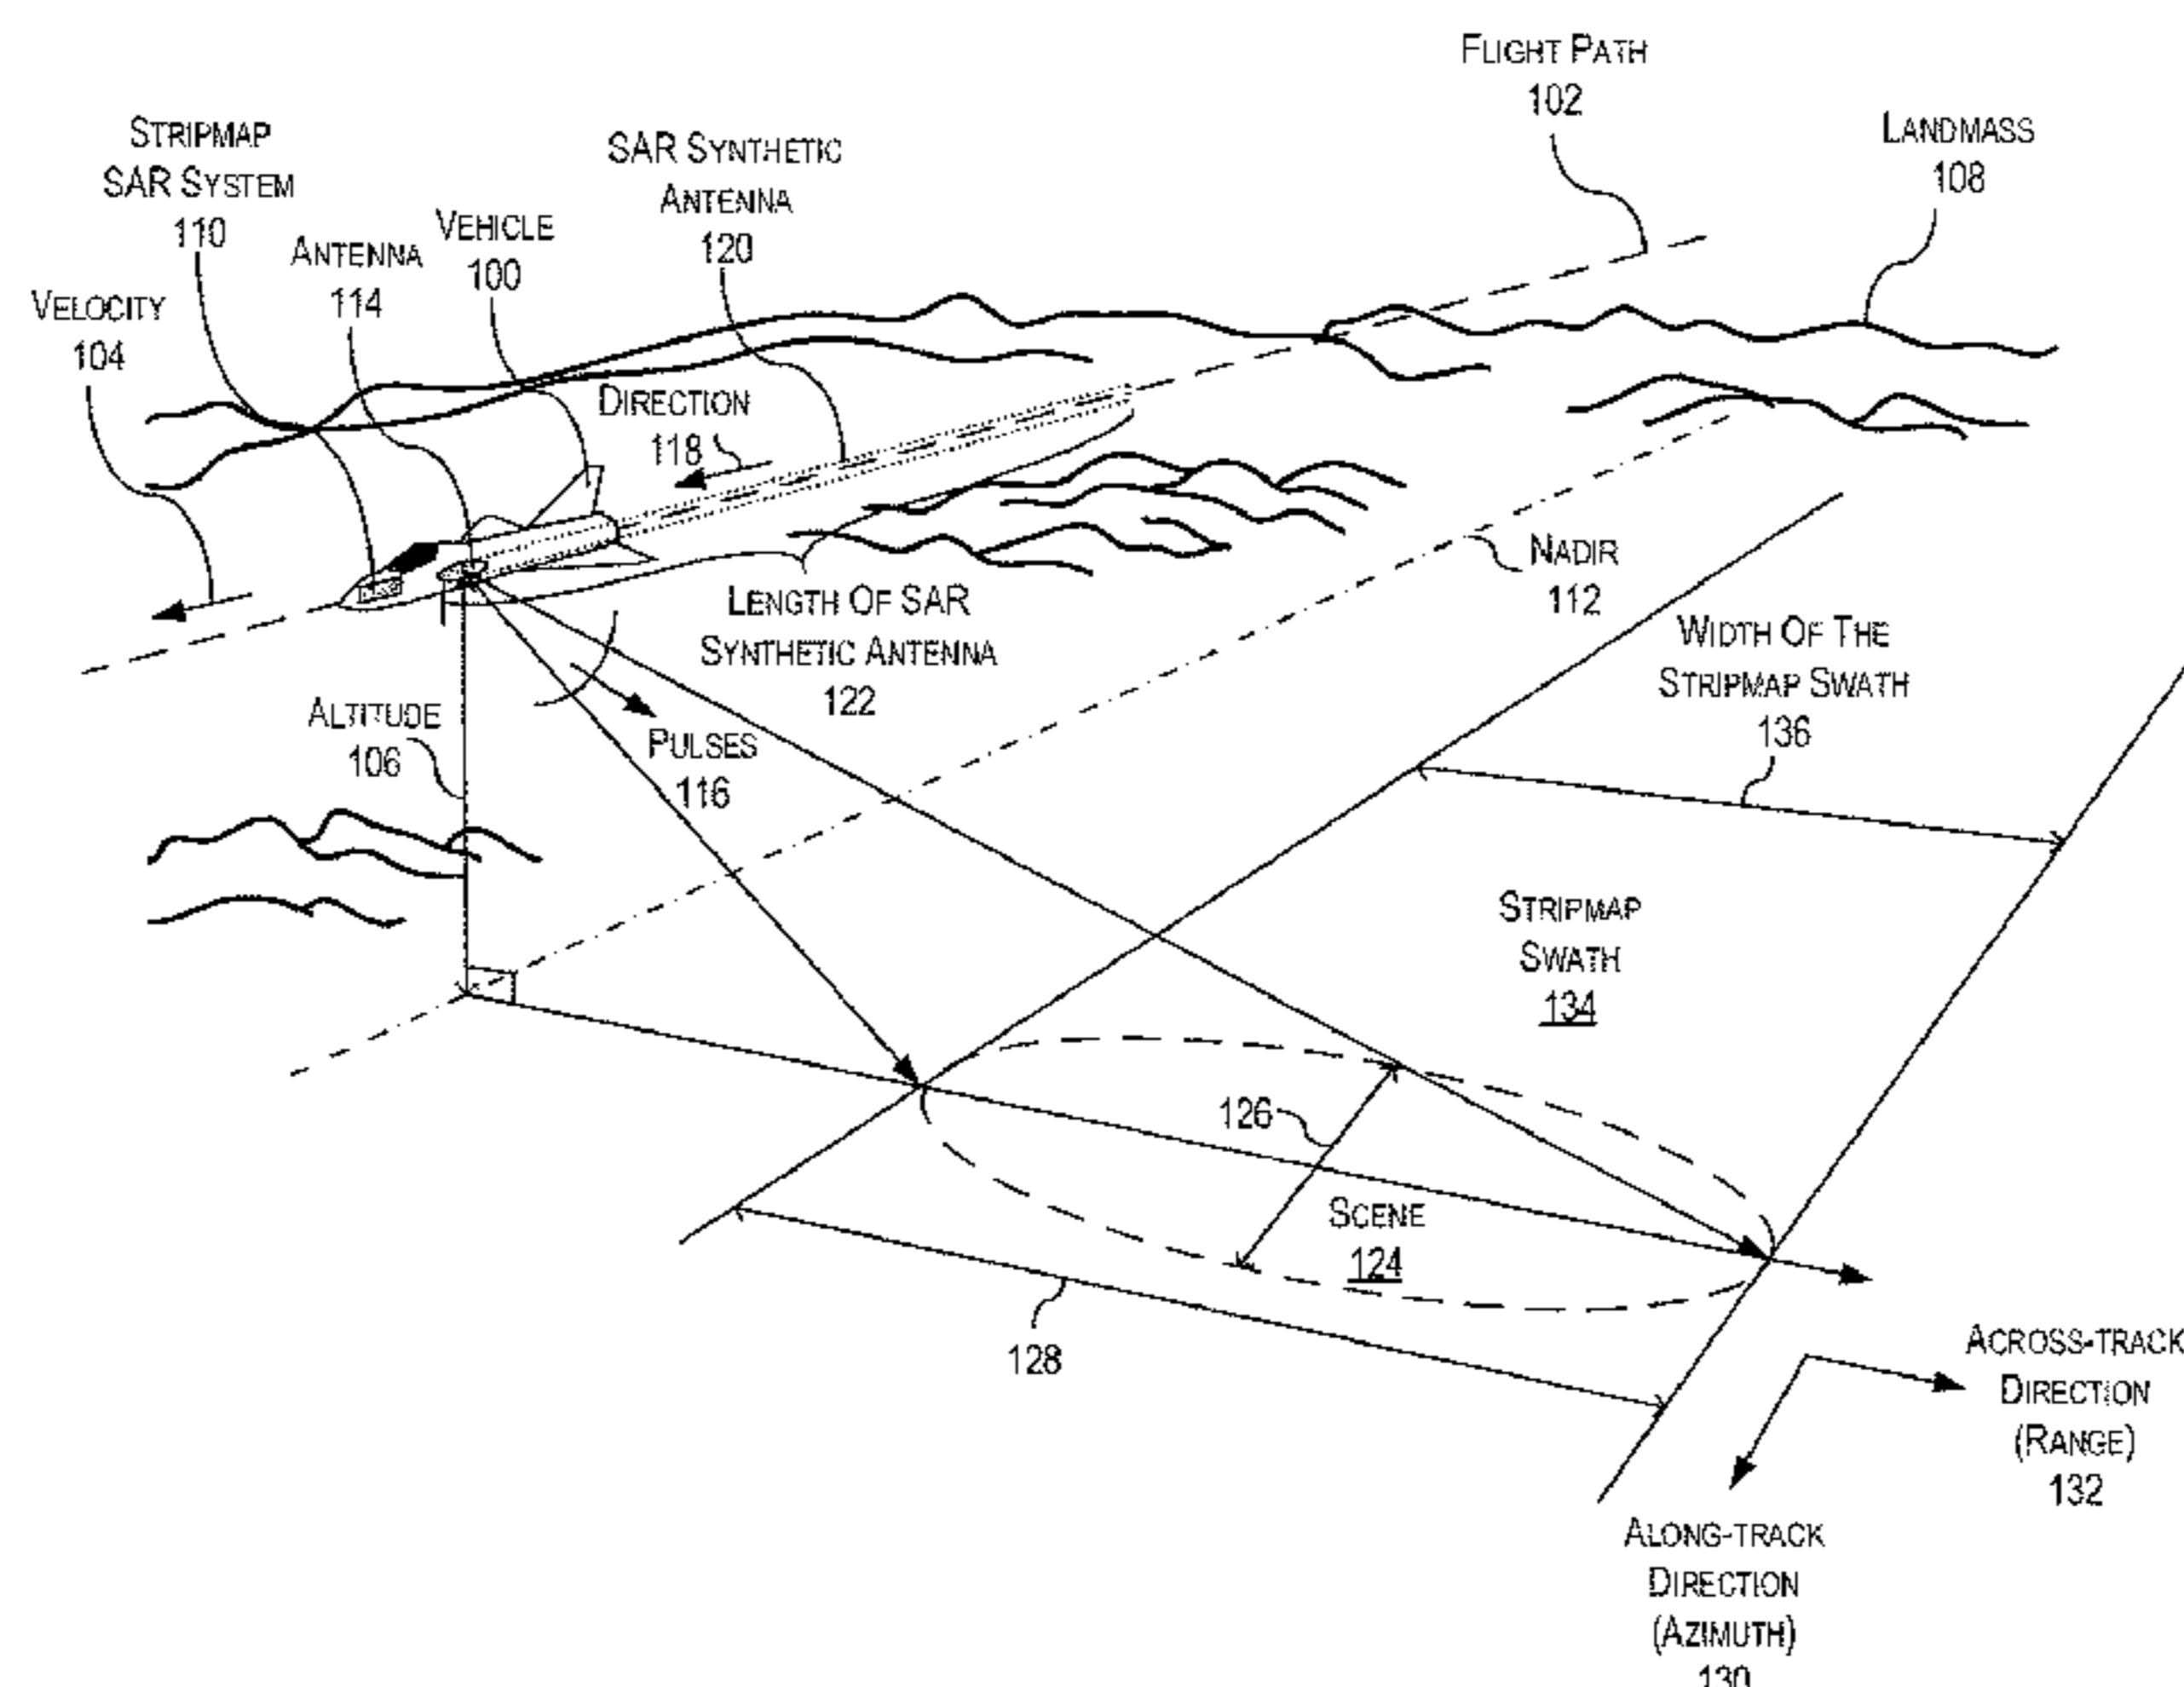 FLIGHT PATH
102
LANDMASS
108
STRIPMAP
SAR SYSTEM
110
SAR SYNTHETIC
ANTENNA
120
VEHICLE
100
ANTENNA
114
VELOCITY
104
DIRECTION
118
NADIR
112
LENGTH OF SAR
SYNTHETIC ANTENNA
122
WIDTH OF THE
STRIPMAP SWATH
136
ALTITUDE
106
PULSES
116
STRIPMAP
SWATH
134
126
SCENE
124
128
ACROSS-TRACK
DIRECTION
(RANGE)
132
ALONG-TRACK
DIRECTION
(AZIMUTH)
130